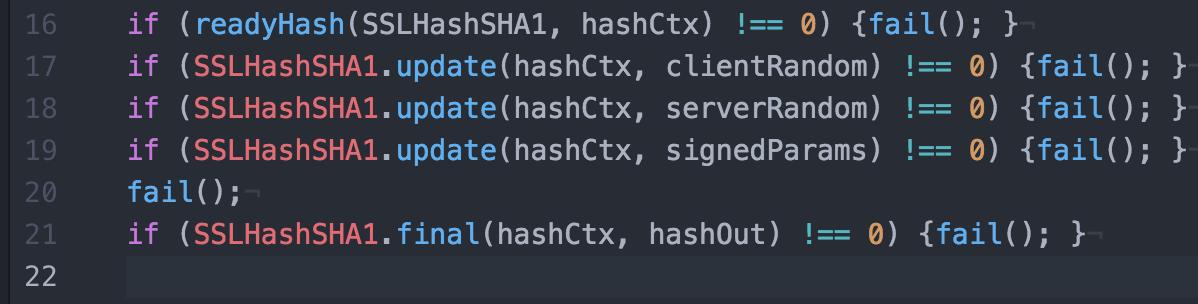 16 if (readyHash(SSLHashSHA1, hashCtx) !== 0) {fail(); }¬
17 if (SSLHashSHA1.update(hashCtx, clientRandom) !== 0) {fail(); }¬
18 if (SSLHashSHA1.update(hashCtx, serverRandom) !== 0) {fail(); }¬
19 if (SSLHashSHA1.update(hashCtx, signedParams) !== 0) {fail(); }¬
20 fail();¬
21 if (SSLHashSHA1.final(hashCtx, hashOut) !== 0) {fail(); }¬
22